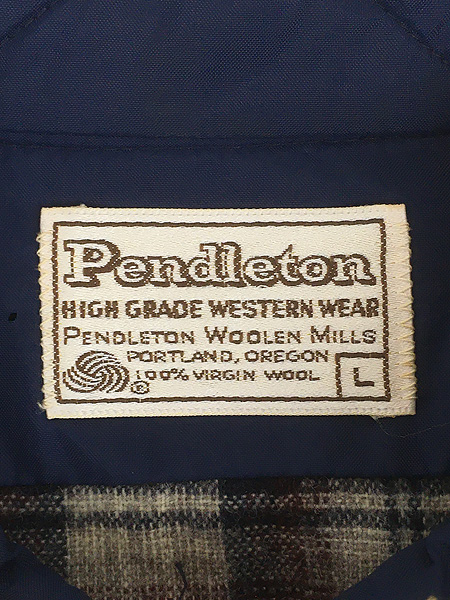 Pendleton
HIGH GRADE WESTERN WEAR
PENDLETON WOOLEN MILLS
PORTLAND, OREGON
100% VIRGIN WOOL
®
L